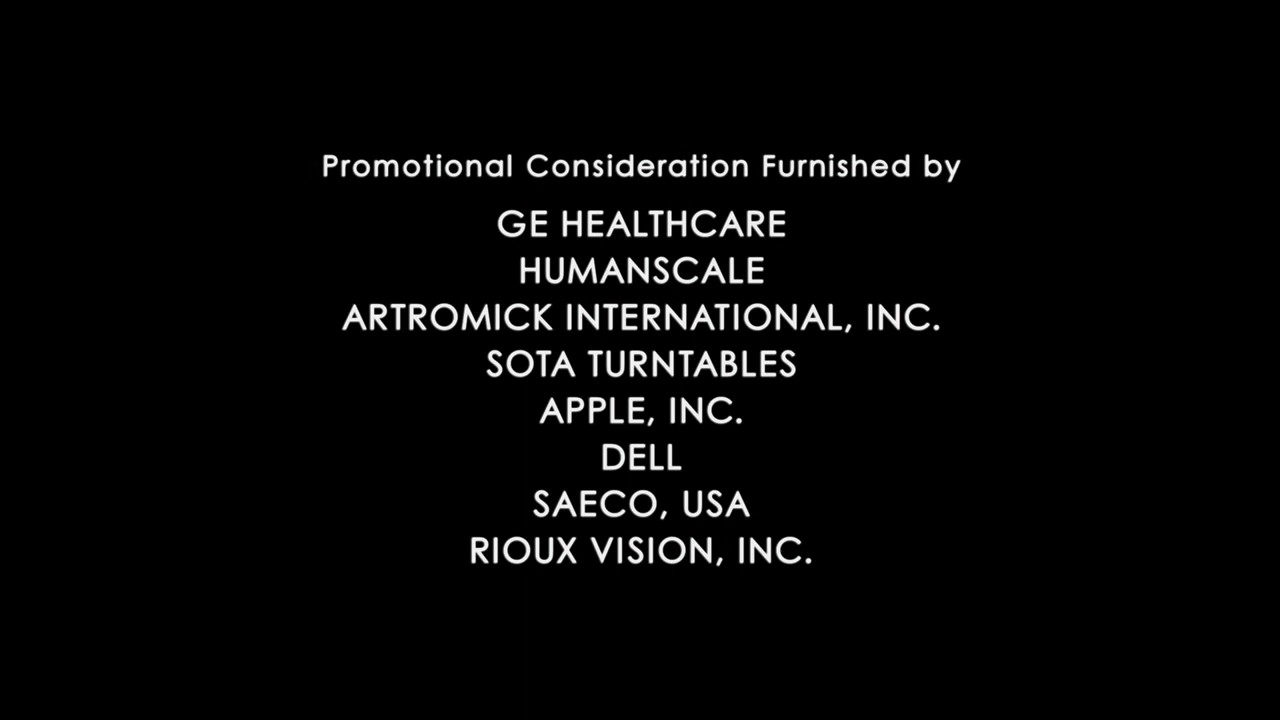 Promotional Consideration Furnished by
GE HEALTHCARE
HUMANSCALE
ARTROMICK INTERNATIONAL, INC.
SOTA TURNTABLES
APPLE, INC.
DELL
SAECO, USA
RIOUX VISION, INC.